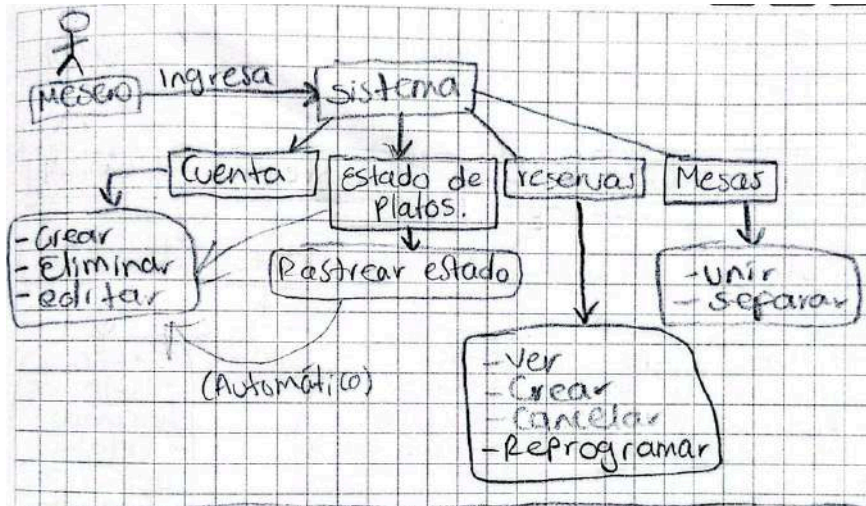 Mesero
Ingresa
Sistema
Cuenta
Estado de
Platos.
reservas
Mesas
- Crear
- Eliminar
- editar
Rastrear estado
- Unir
- Separar
(Automático)
- Ver
- Crear
- Cancelar
- Reprogramar